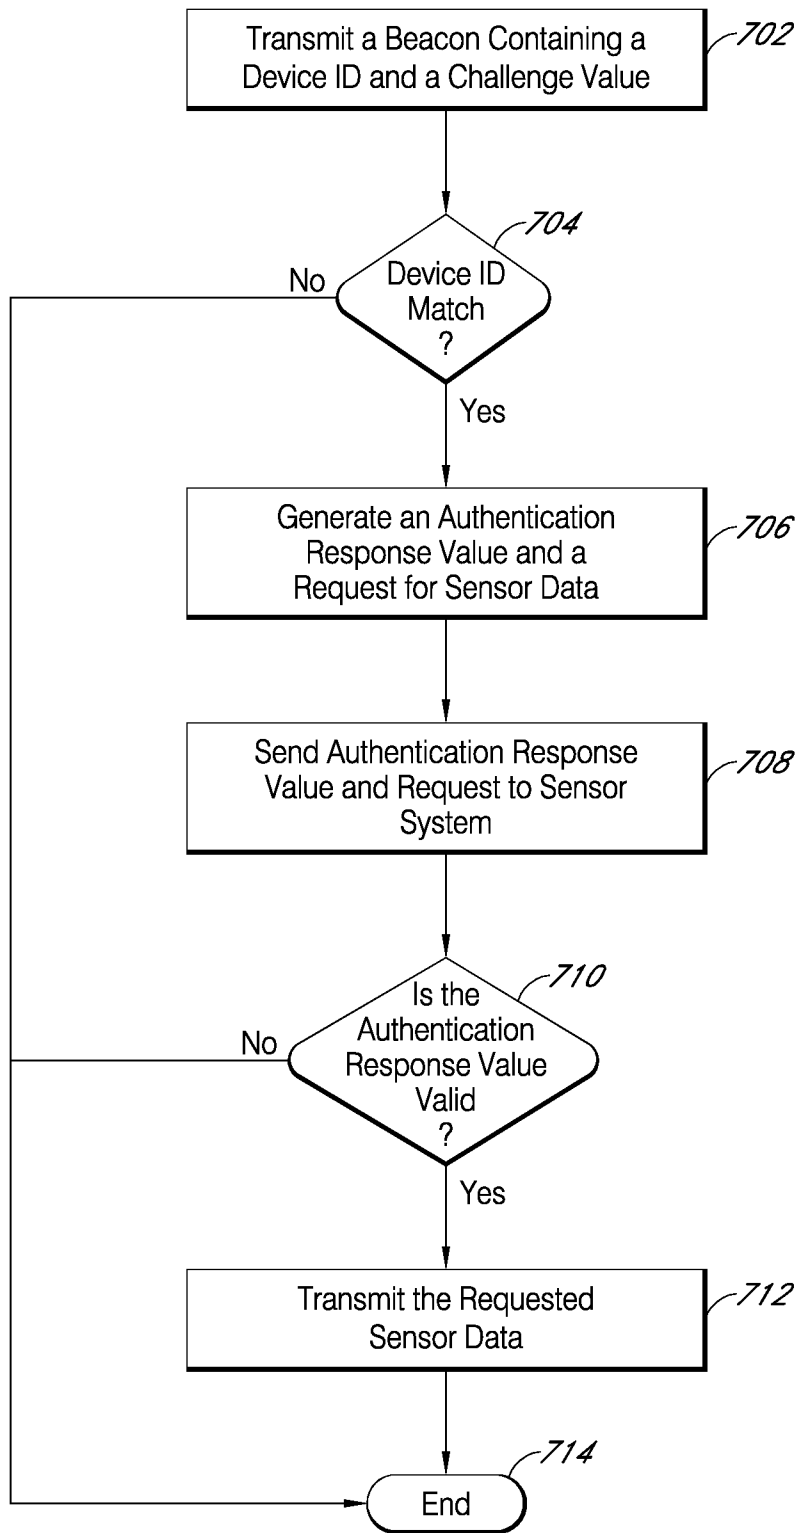 Transmit a Beacon Containing a
Device ID and a Challenge Value
702
704
Device ID
Match
?
No
Yes
Generate an Authentication
Response Value and a
Request for Sensor Data
706
Send Authentication Response
Value and Request to Sensor
System
708
710
Is the
Authentication
Response Value
Valid
?
No
Yes
Transmit the Requested
Sensor Data
712
714
End